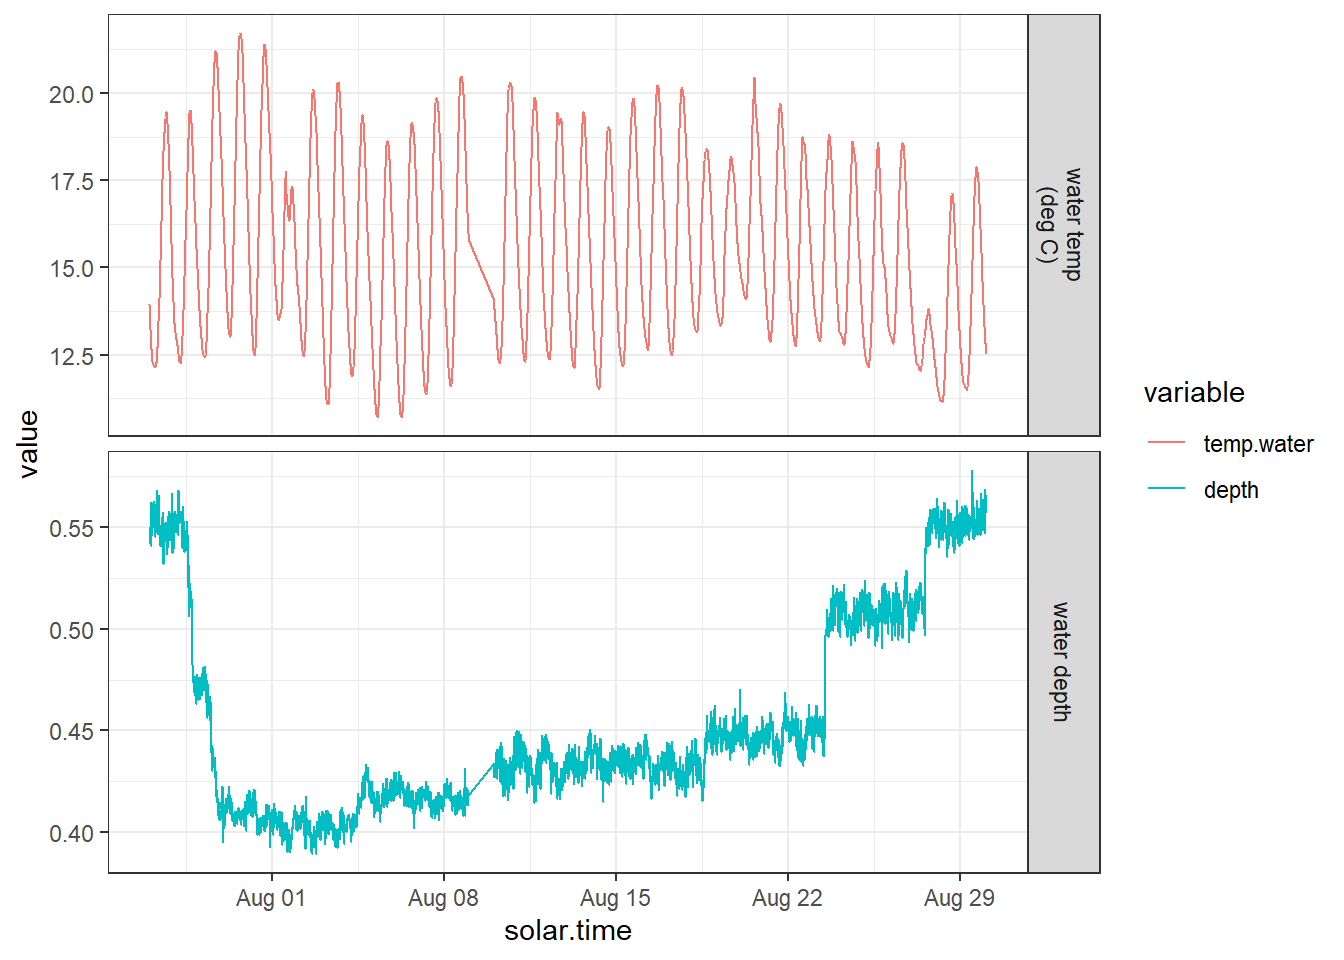 20.0
17.5
15.0
12.5
water temp
(deg C)
value
0.55
0.50
0.45
0.40
water depth
Aug 01
Aug 08
Aug 15
Aug 22
Aug 29
solar.time
variable
temp.water
depth